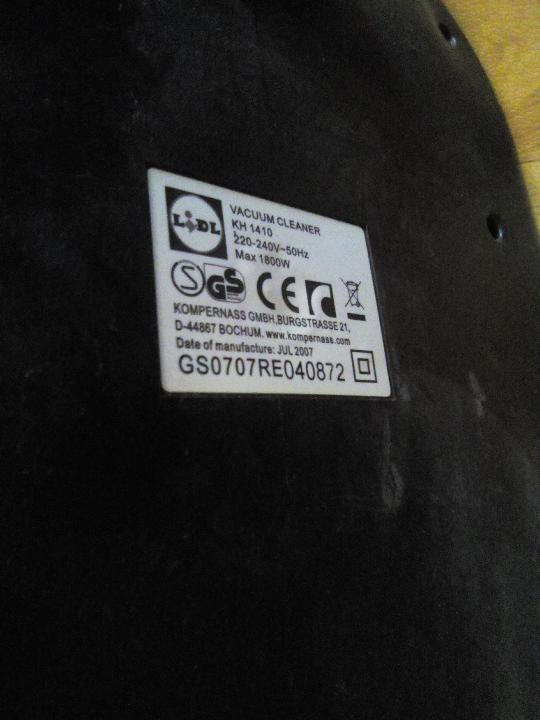 LIDL
VACUUM CLEANER
KH 1410
220-240V~50Hz
Max 1800W
S GS CE
KOMPERNASS GMBH,BURGSTRASSE 21,
D-44867 BOCHUM. www.kompernass.com
Date of manufacture: JUL 2007
GS0707RE040872